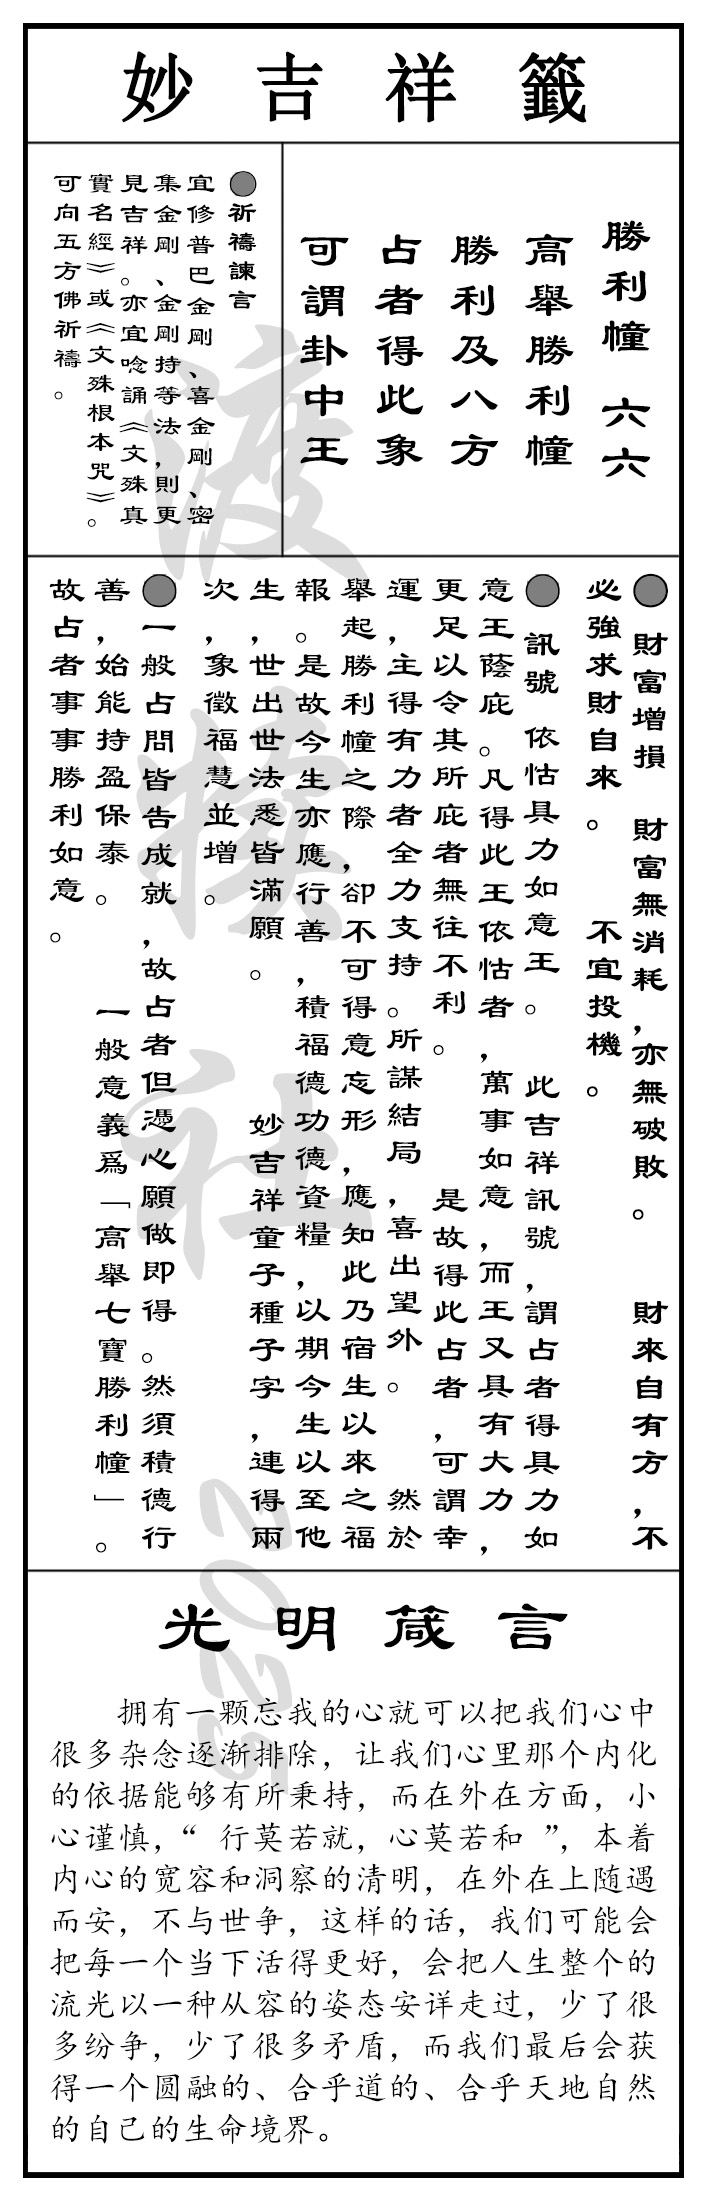 妙吉祥籤
勝利幢 六六
高舉勝利幢
勝利及八方
占者得此象
可謂卦中王
●祈禱諫言
宜修普巴金剛、喜金剛、密
集金剛、金剛持等法,則更
見吉祥。亦宜唸誦《文殊真
實名經》或《文殊根本咒》。
可向五方佛祈禱。
●財富增損 財富無消耗,亦無破敗。 財來自有方,不
必強求財自來。 不宜投機。
●訊號 依怙具力如意王。 此吉祥訊號,謂占者得具力如
意王蔭庇。凡得此王依怙者,萬事如意,而王又具有大力,
更足以令其所庇者無往不利。 是故得此占者,可謂幸
運,主得有力者全力支持。所謀結局,喜出望外。 然於
舉起勝利幢之際,卻不可得意忘形,應知此乃宿生以來之福
報。是故今生亦應行善,積福德功德資糧,以期今生以至他
生,世出世法悉皆滿願。 妙吉祥童子種子字,連得兩
次,象徵福慧並增。
●一般占問皆告成就,故占者但憑心願做即得。然須積德行
善,始能持盈保泰。 一般意義爲「高舉七寶勝利幢」。
故占者事事勝利如意。
光明箴言
拥有一颗忘我的心就可以把我们心中
很多杂念逐渐排除，让我们心里那个内化
的依据能够有所秉持，而在外在方面，小
心谨慎，“ 行莫若就，心莫若和 ”，本着
内心的宽容和洞察的清明，在外在上随遇
而安，不与世争，这样的话，我们可能会
把每一个当下活得更好，会把人生整个的
流光以一种从容的姿态安详走过，少了很
多纷争，少了很多矛盾，而我们最后会获
得一个圆融的、合乎道的、合乎天地自然
的自己的生命境界。
渡
社
2025